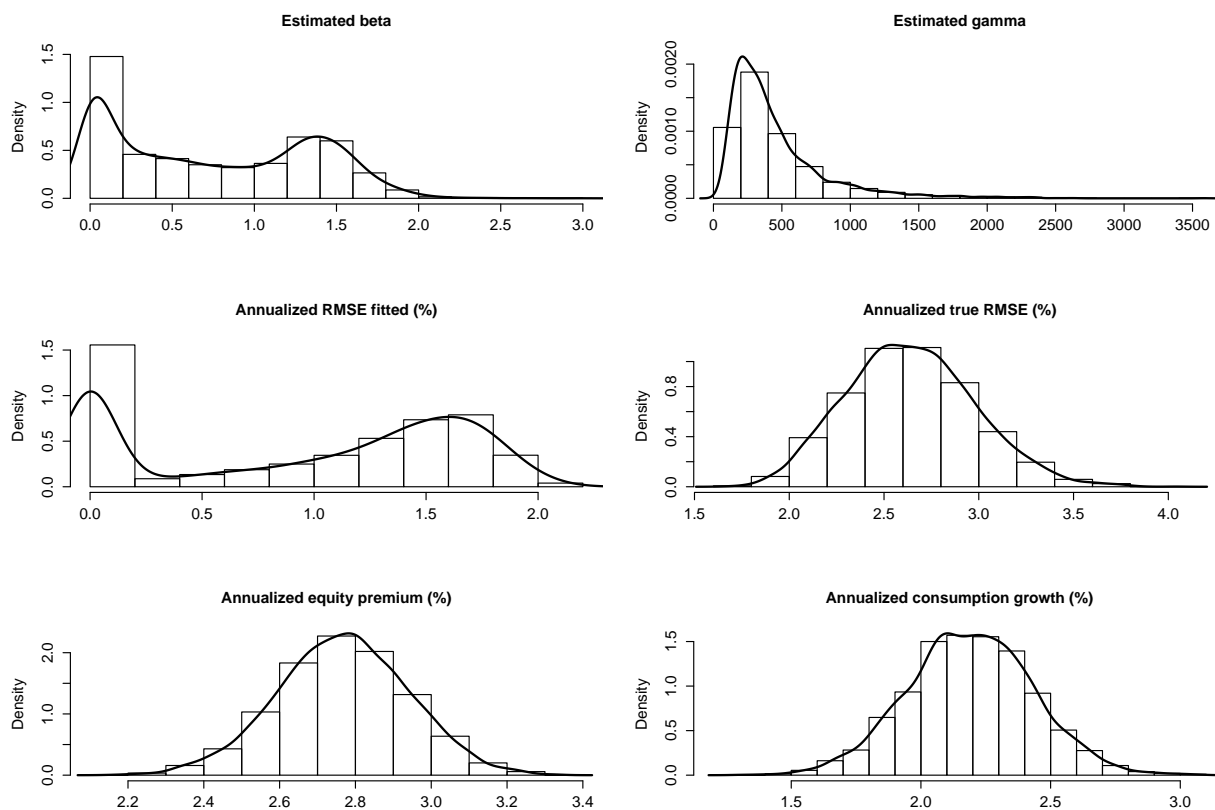 Estimated beta
Density
0.0 0.5 1.0 1.5
0.0 0.5 1.0 1.5 2.0 2.5 3.0
Estimated gamma
Density
0.0000 0.0010 0.0020
0 500 1000 1500 2000 2500 3000 3500
Annualized RMSE fitted (%)
Density
0.0 0.5 1.0 1.5
0.0 0.5 1.0 1.5 2.0
Annualized true RMSE (%)
Density
0.0 0.4 0.8
1.5 2.0 2.5 3.0 3.5 4.0
Annualized equity premium (%)
Density
0.0 1.0 2.0
2.2 2.4 2.6 2.8 3.0 3.2 3.4
Annualized consumption growth (%)
Density
0.0 0.5 1.0 1.5
1.5 2.0 2.5 3.0